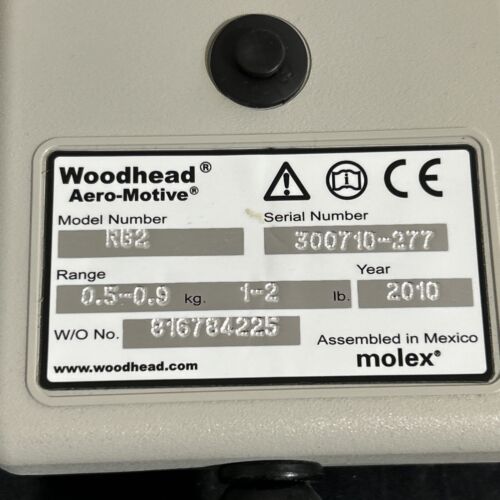 Woodhead®
Aero-Motive®
CE
Model Number
Serial Number
RB2
300710-277
Range
Year
0.5-0.9 kg. 1-2 lb.
2010
W/O No. 816784225
Assembled in Mexico
www.woodhead.com
molex®